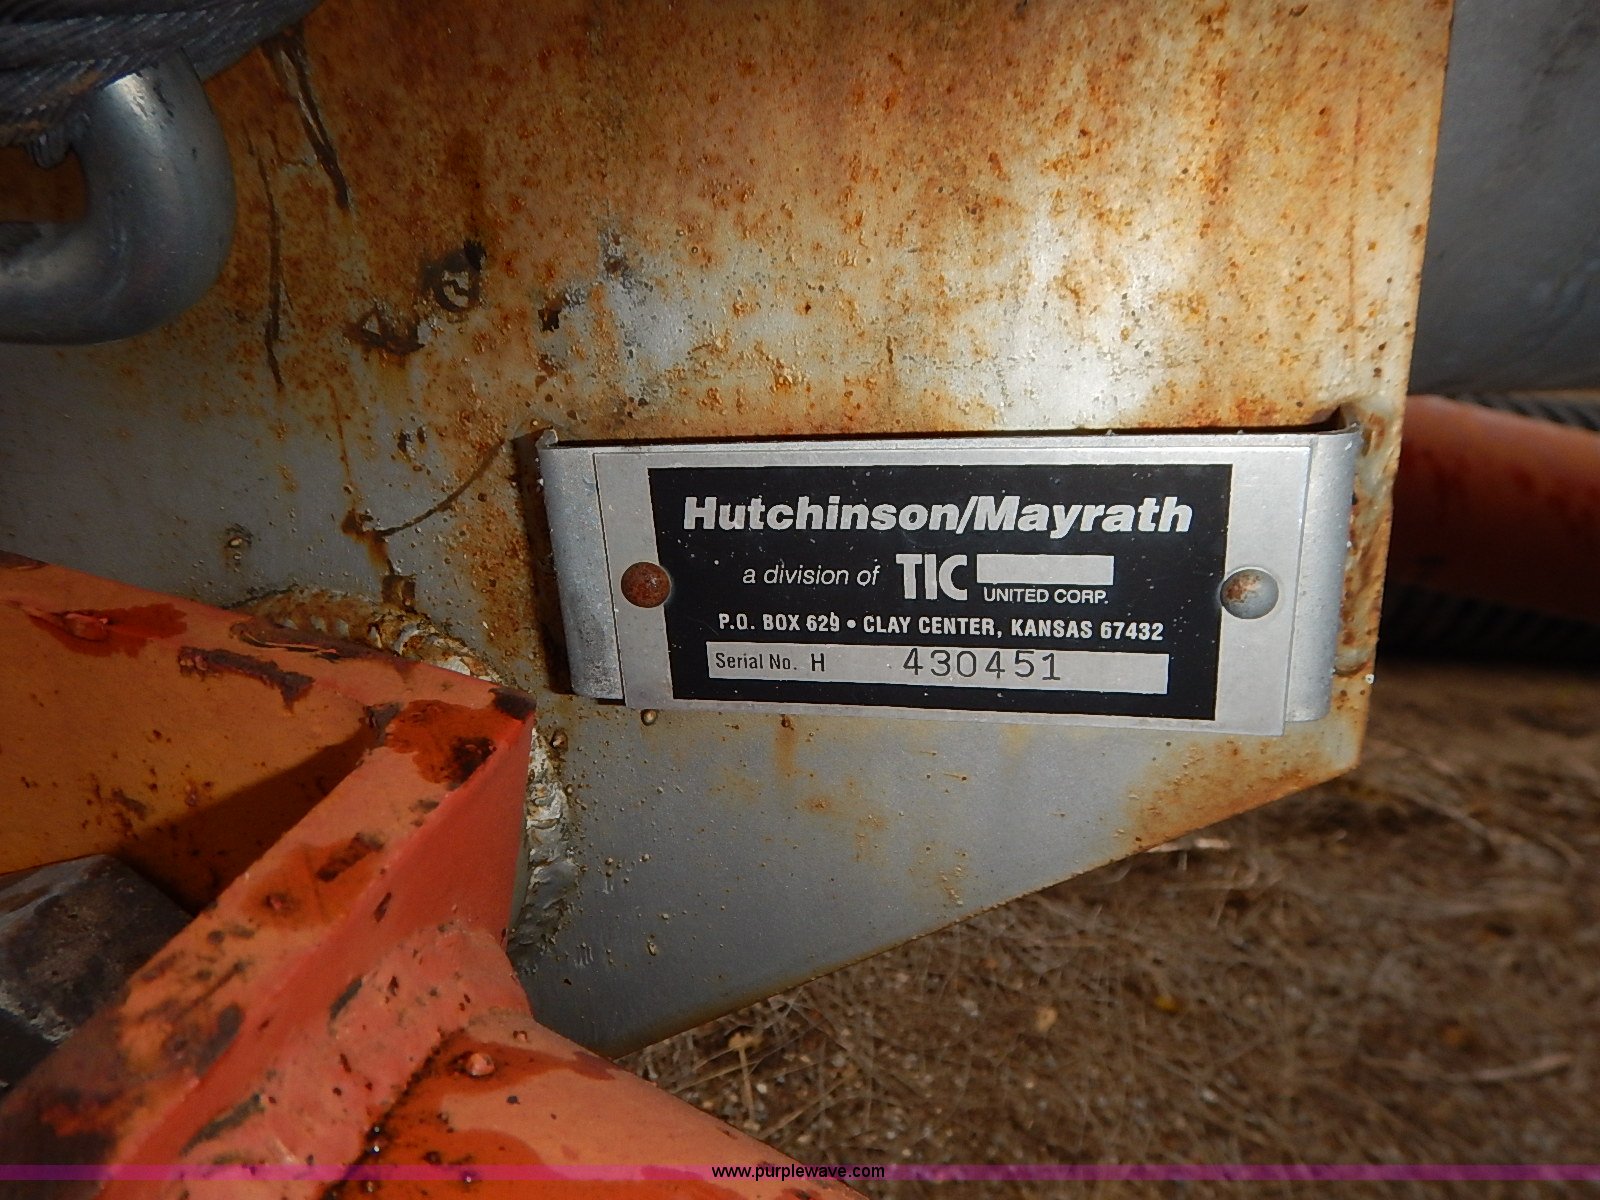 Hutchinson/Mayrath
a division of TIC
UNITED CORP.
P.O. BOX 629 • CLAY CENTER, KANSAS 67432
Serial No. H 430451
www.purplewave.com